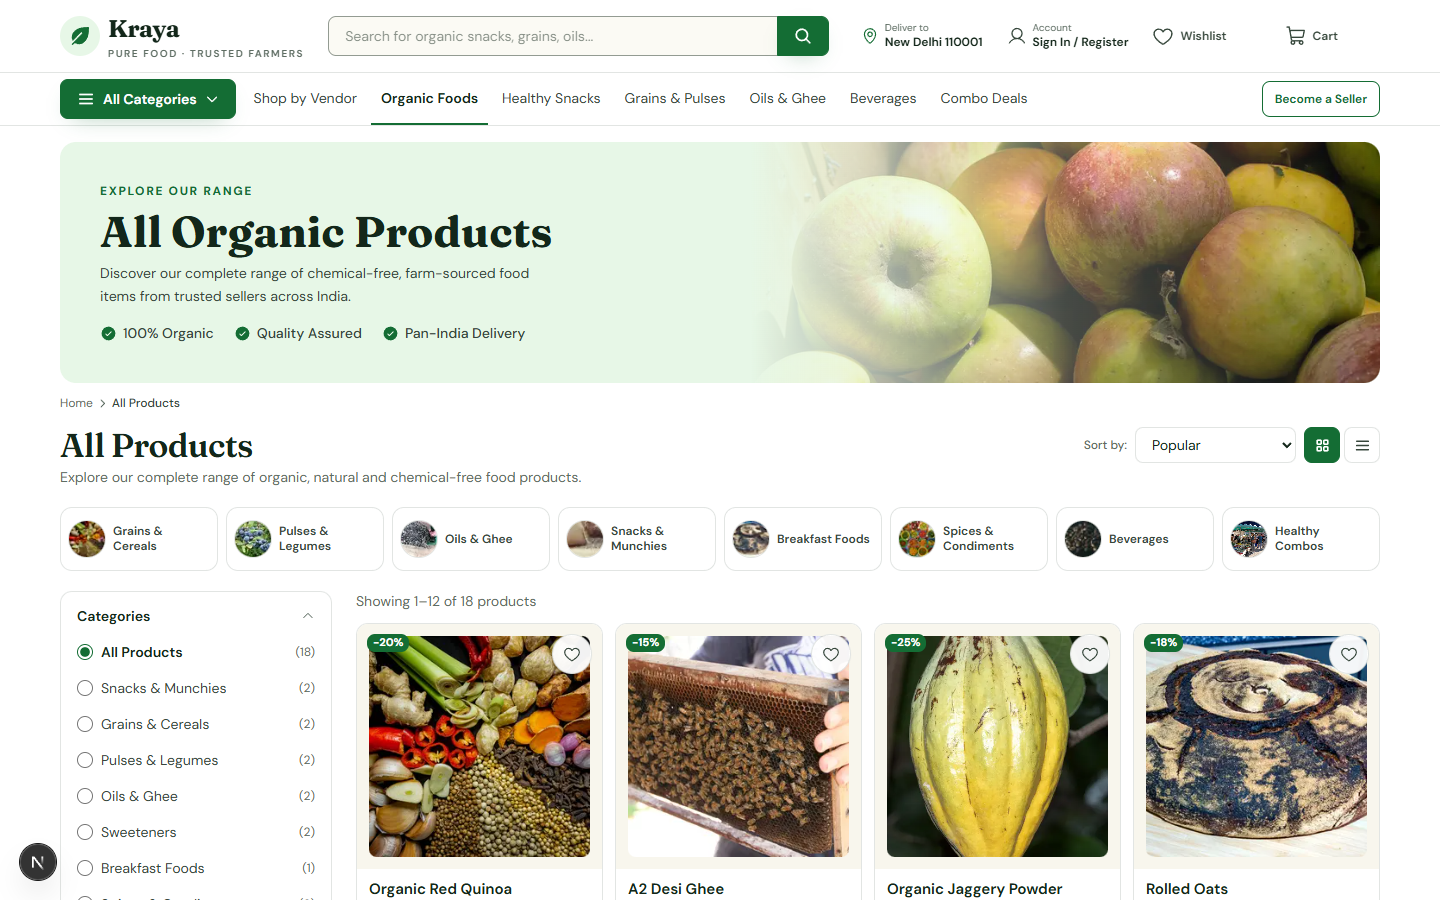 Kraya
PURE FOOD · TRUSTED FARMERS
Search for organic snacks, grains, oils...
Deliver to
New Delhi 110001
Account
Sign In / Register
Wishlist
Cart
All Categories
Shop by Vendor
Organic Foods
Healthy Snacks
Grains & Pulses
Oils & Ghee
Beverages
Combo Deals
Become a Seller
EXPLORE OUR RANGE
All Organic Products
Discover our complete range of chemical-free, farm-sourced food
items from trusted sellers across India.
100% Organic
Quality Assured
Pan-India Delivery
Home
All Products
All Products
Explore our complete range of organic, natural and chemical-free food products.
Sort by:
Popular
Grains &
Cereals
Pulses &
Legumes
Oils & Ghee
Snacks &
Munchies
Breakfast Foods
Spices &
Condiments
Beverages
Healthy
Combos
Categories
All Products (18)
Snacks & Munchies (2)
Grains & Cereals (2)
Pulses & Legumes (2)
Oils & Ghee (2)
Sweeteners (2)
Breakfast Foods (1)
Showing 1–12 of 18 products
-20%
-15%
-25%
-18%
Organic Red Quinoa
A2 Desi Ghee
Organic Jaggery Powder
Rolled Oats
N